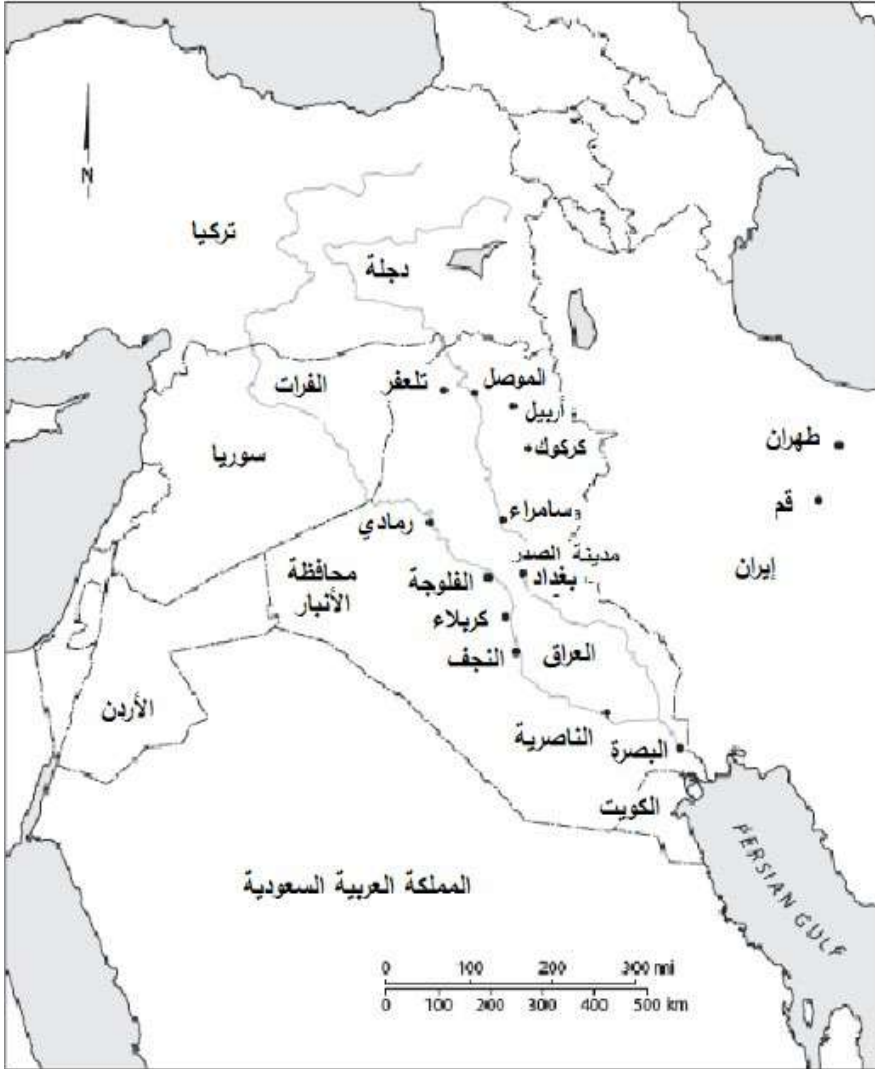 N
تركيا
دجلة
الموصل
تلعفر
الفرات
أربيل
كركوك
طهران
سوريا
قم
سامراء
رمادي
مدينة الصدر
إيران
بغداد
الفلوجة
محافظة
الأنبار
كربلاء
العراق
النجف
الأردن
الناصرية
البصرة
الكويت
PERSIAN GULF
المملكة العربية السعودية
0 100 200 300 mi
0 100 200 300 400 500 km